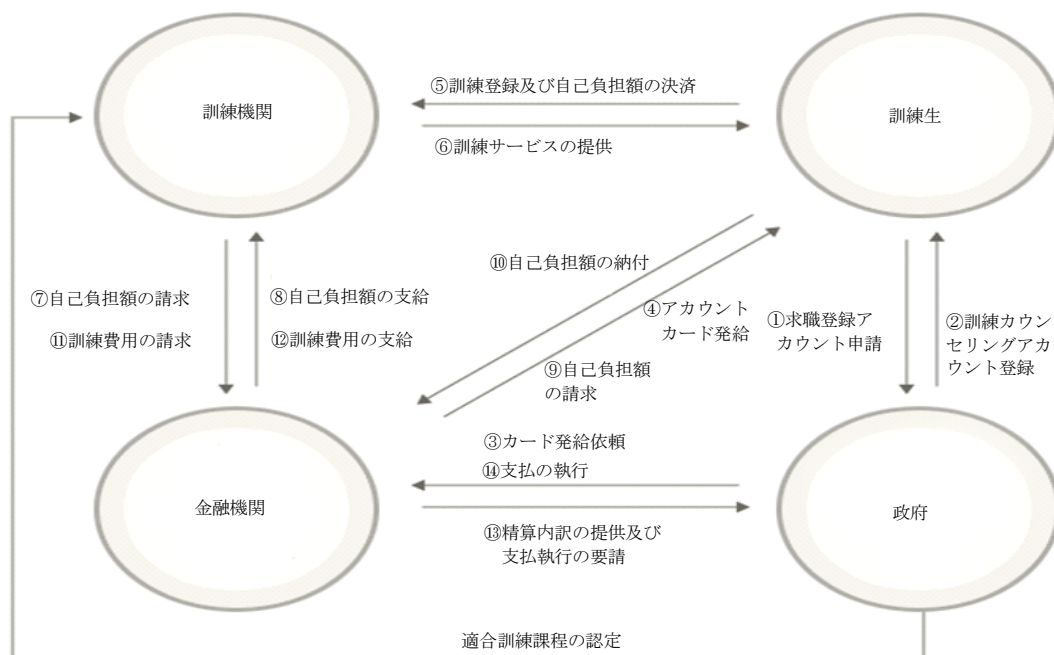 ⑤訓練登録及び自己負担額の決済
訓練機関
訓練生
⑥訓練サービスの提供
⑩自己負担額の納付
⑦自己負担額の請求
⑧自己負担額の支給
④アカウント
カード発給
①求職登録ア
カウント申請
②訓練カウン
セリングアカ
ウント登録
⑪訓練費用の請求
⑫訓練費用の支給
⑨自己負担額
の請求
③カード発給依頼
⑭支払の執行
金融機関
政府
⑬精算内訳の提供及び
支払執行の要請
適合訓練課程の認定